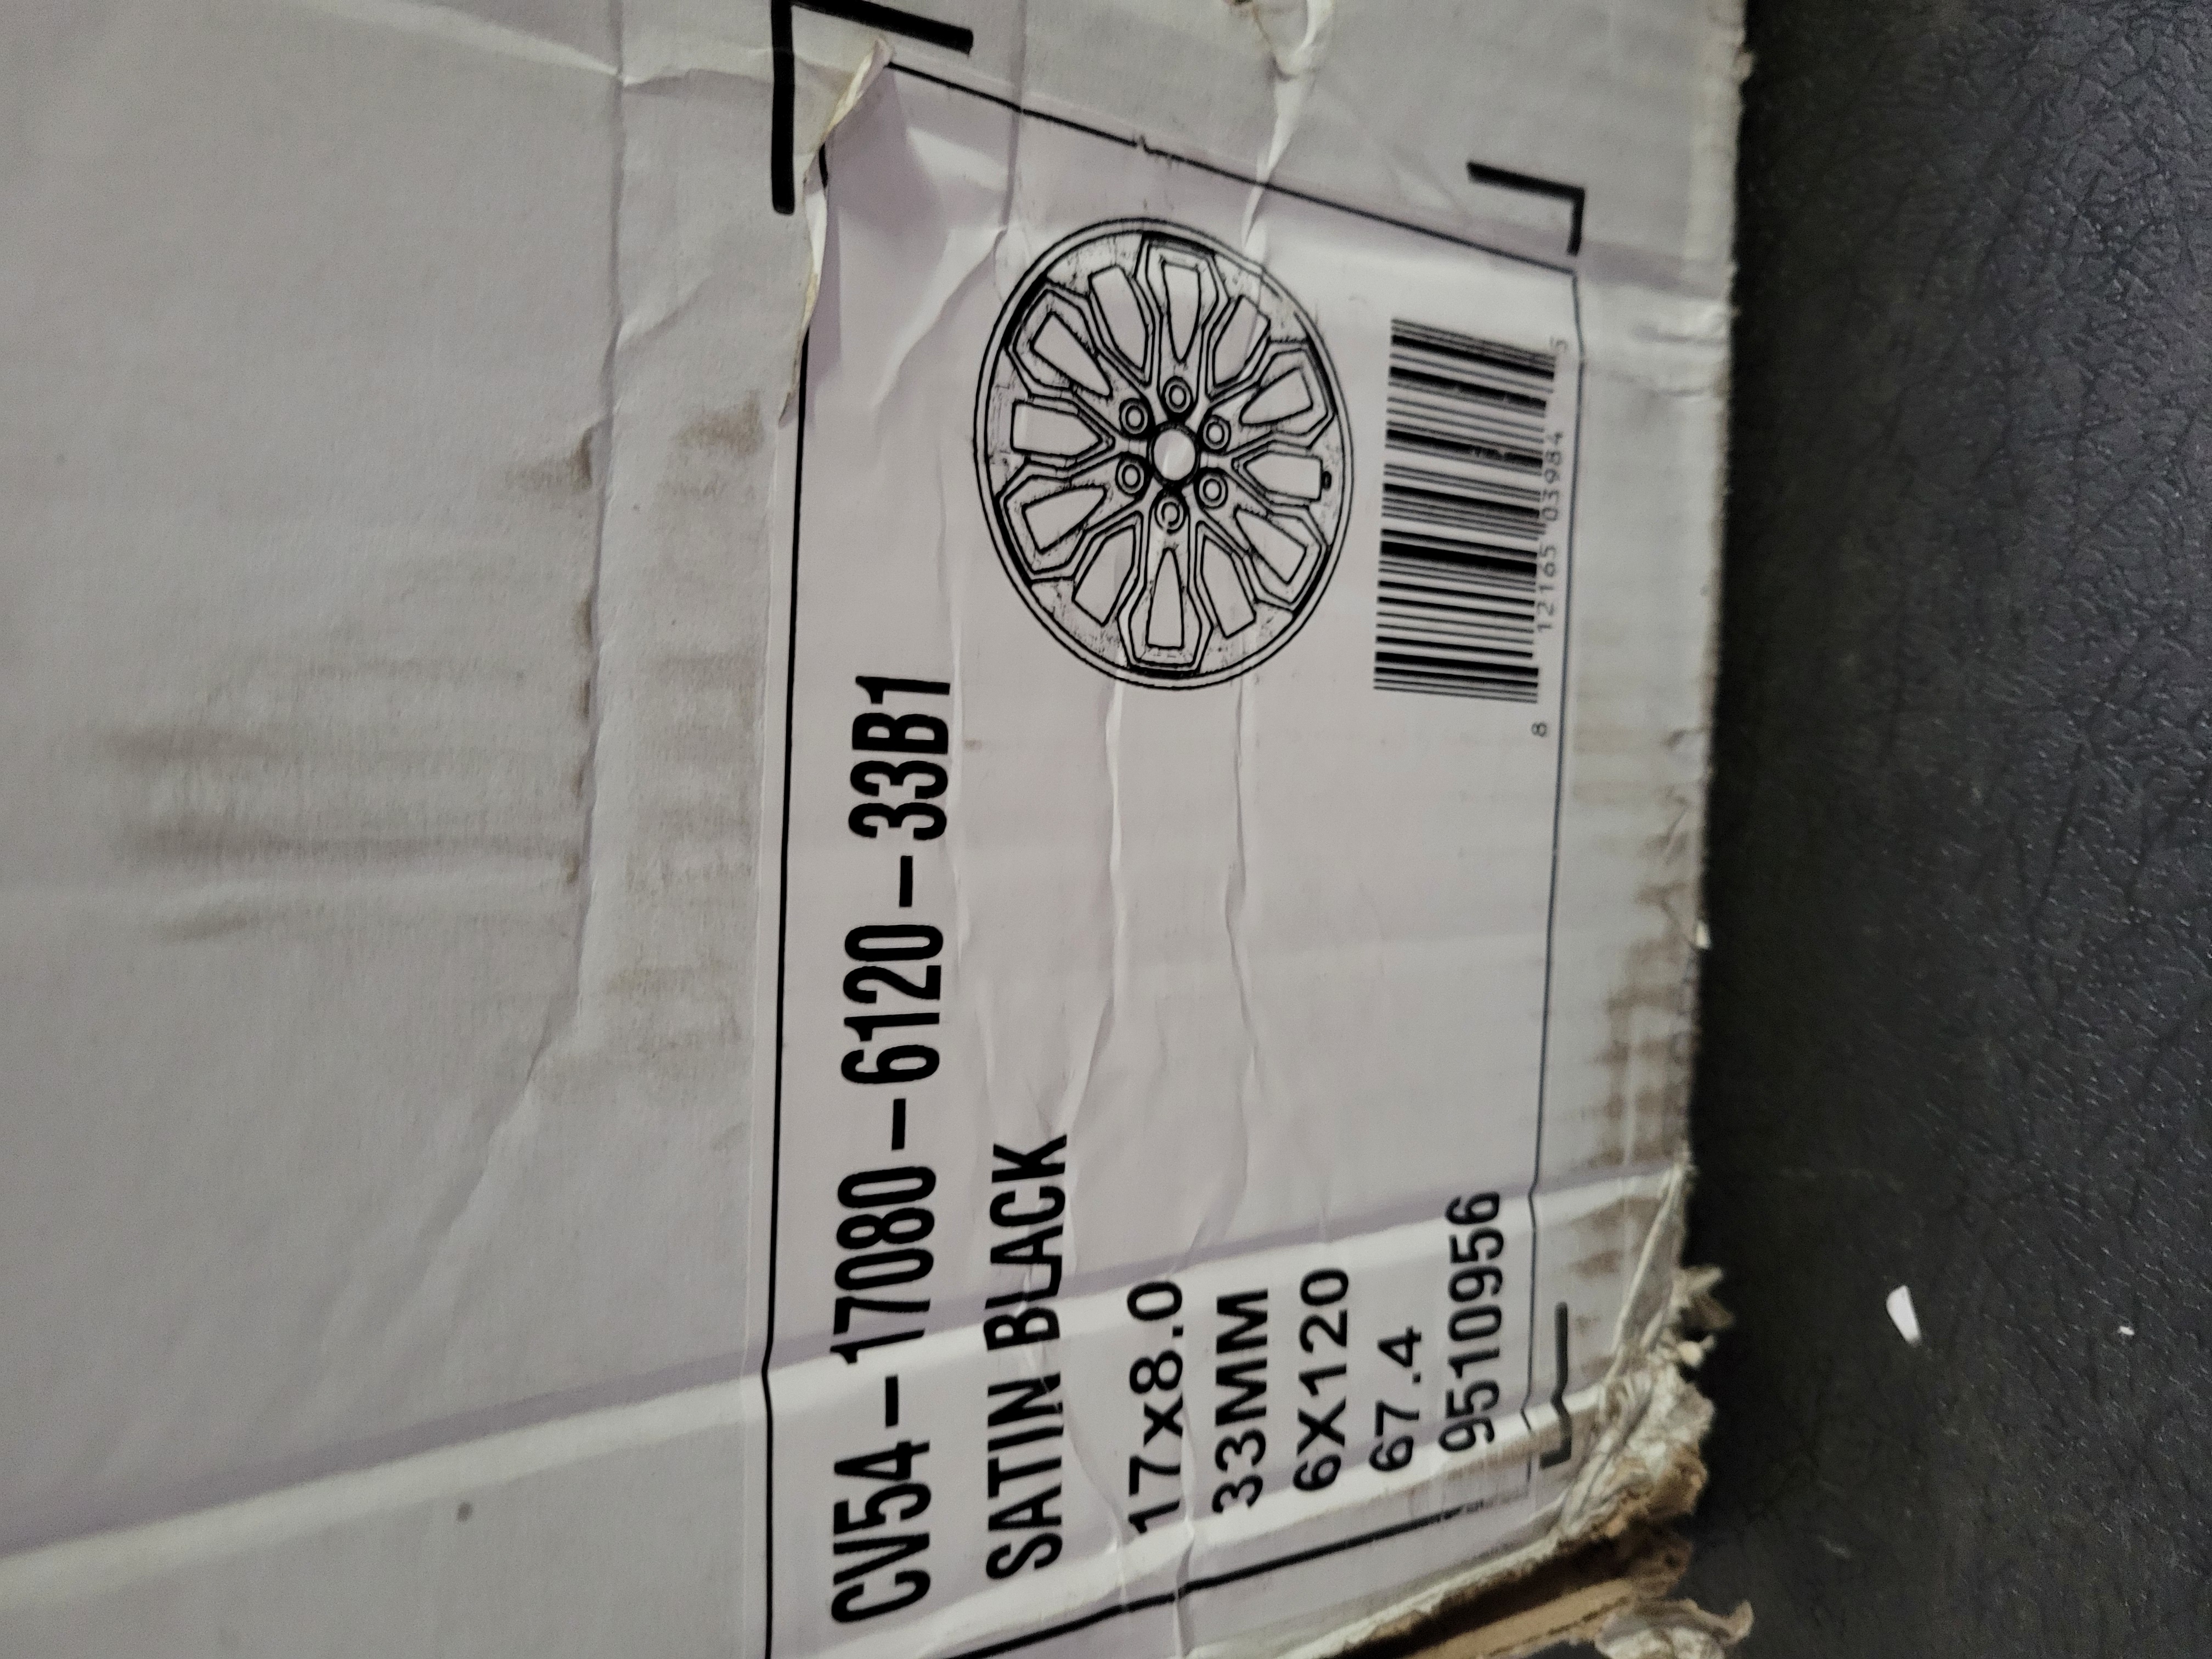 CV54-17080-6120-33B1
SATIN BLACK
17x8.0
33MM
6X120
67.4
9510956
8 12165 03984 5